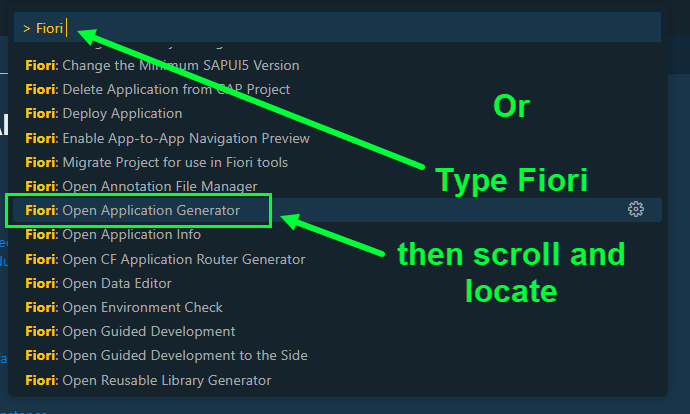 > Fiori
Fiori: Change the Minimum SAPUI5 Version
Fiori: Delete Application from CAP Project
Fiori: Deploy Application
Fiori: Enable App-to-App Navigation Preview
Fiori: Migrate Project for use in Fiori tools
Fiori: Open Annotation File Manager
Fiori: Open Application Generator
Fiori: Open Application Info
Fiori: Open CF Application Router Generator
Fiori: Open Data Editor
Fiori: Open Environment Check
Fiori: Open Guided Development
Fiori: Open Guided Development to the Side
Fiori: Open Reusable Library Generator
Or
Type Fiori
then scroll and
locate